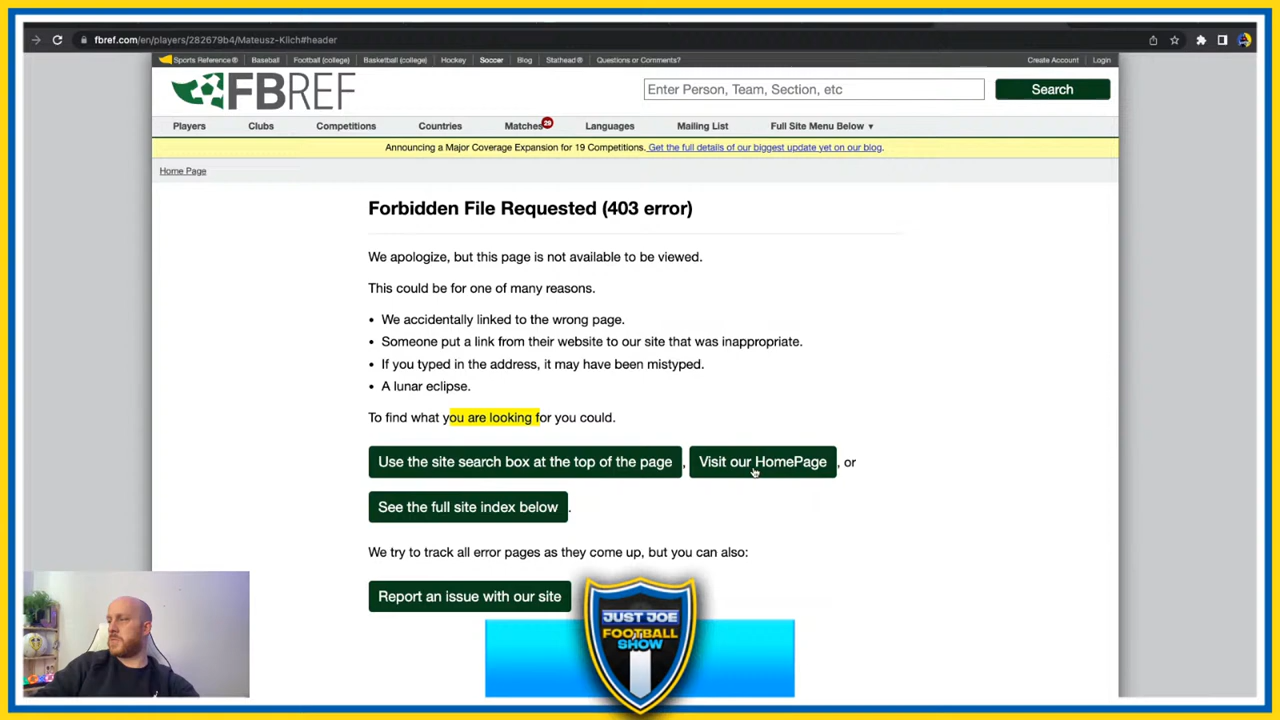 fbref.com/en/players/282679b4/Mateusz-Klich#header
Sports Reference ® Baseball Football (college) Basketball (college) Hockey Soccer Blog Stathead ® Questions or Comments? Create Account Login
FBREF Enter Person, Team, Section, etc Search
Players Clubs Competitions Countries Matches 29 Languages Mailing List Full Site Menu Below ▼
Announcing a Major Coverage Expansion for 19 Competitions. Get the full details of our biggest update yet on our blog.
Home Page
Forbidden File Requested (403 error)
We apologize, but this page is not available to be viewed.
This could be for one of many reasons.
• We accidentally linked to the wrong page.
• Someone put a link from their website to our site that was inappropriate.
• If you typed in the address, it may have been mistyped.
• A lunar eclipse.
To find what you are looking for you could.
Use the site search box at the top of the page , Visit our HomePage , or
See the full site index below .
We try to track all error pages as they come up, but you can also:
Report an issue with our site
JUST JOE
FOOTBALL
SHOW